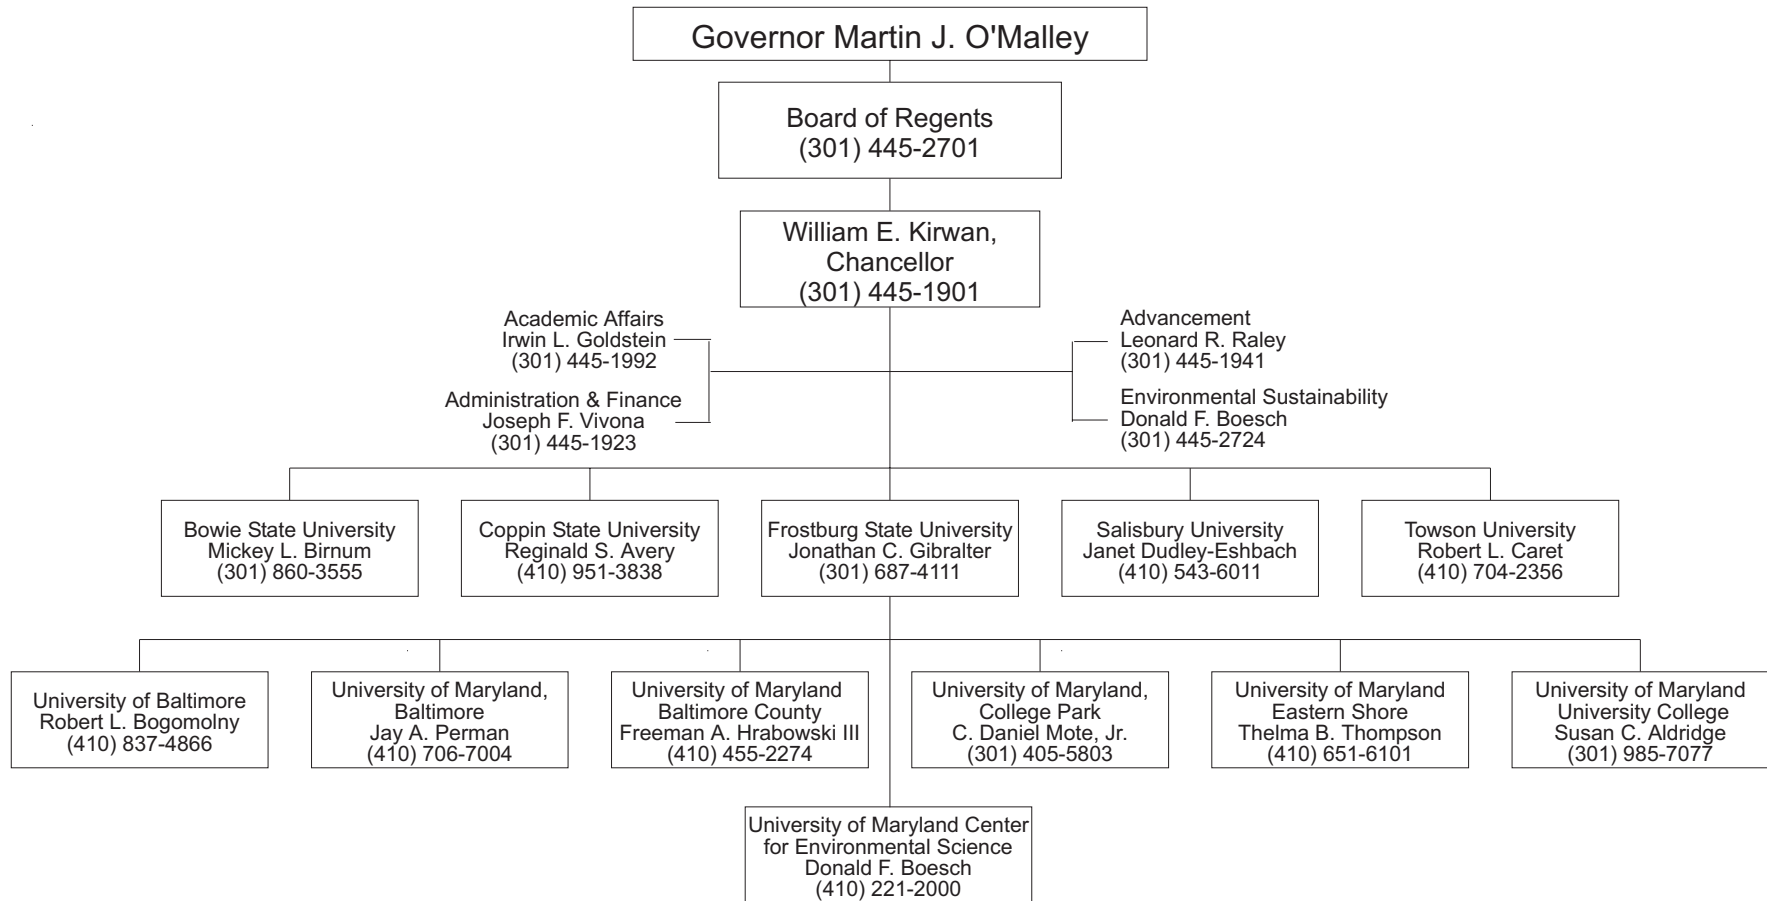 Governor Martin J. O'Malley
Board of Regents
(301) 445-2701
William E. Kirwan,
Chancellor
(301) 445-1901
Academic Affairs
Irwin L. Goldstein
(301) 445-1992
Administration & Finance
Joseph F. Vivona
(301) 445-1923
Advancement
Leonard R. Raley
(301) 445-1941
Environmental Sustainability
Donald F. Boesch
(301) 445-2724
Bowie State University
Mickey L. Birnum
(301) 860-3555
Coppin State University
Reginald S. Avery
(410) 951-3838
Frostburg State University
Jonathan C. Gibralter
(301) 687-4111
Salisbury University
Janet Dudley-Eshbach
(410) 543-6011
Towson University
Robert L. Caret
(410) 704-2356
University of Baltimore
Robert L. Bogomolny
(410) 837-4866
University of Maryland,
Baltimore
Jay A. Perman
(410) 706-7004
University of Maryland
Baltimore County
Freeman A. Hrabowski III
(410) 455-2274
University of Maryland,
College Park
C. Daniel Mote, Jr.
(301) 405-5803
University of Maryland
Eastern Shore
Thelma B. Thompson
(410) 651-6101
University of Maryland
University College
Susan C. Aldridge
(301) 985-7077
University of Maryland Center
for Environmental Science
Donald F. Boesch
(410) 221-2000